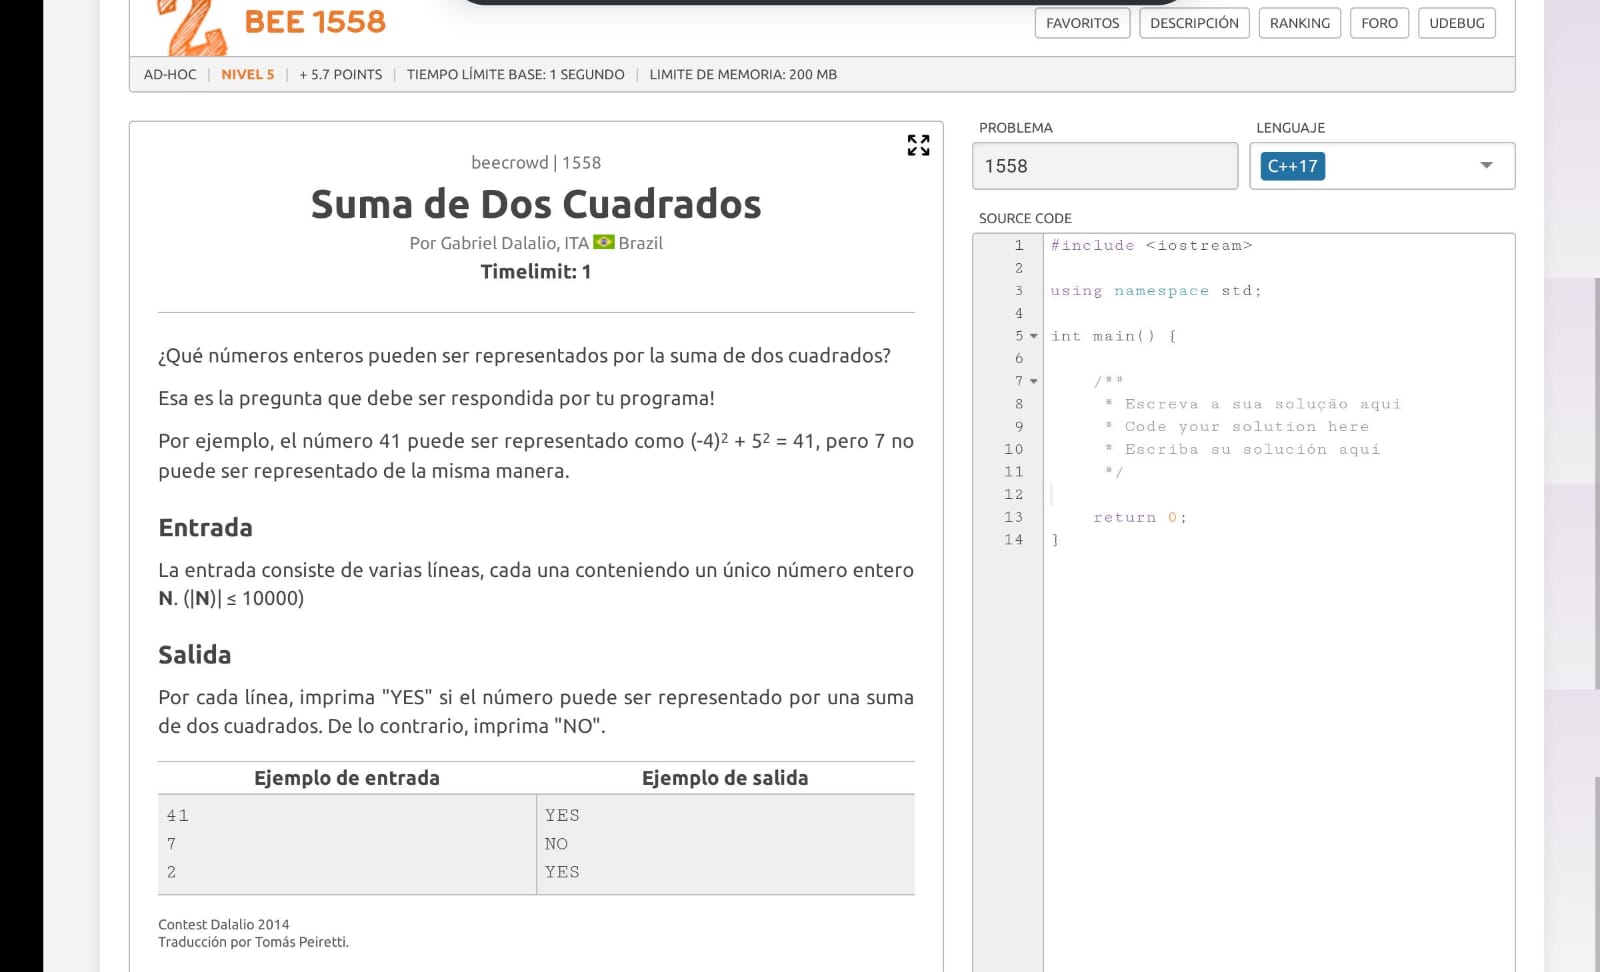 BEE 1558
FAVORITOS DESCRIPCIÓN RANKING FORO UDEBUG
AD-HOC | NIVEL 5 | + 5.7 POINTS | TIEMPO LÍMITE BASE: 1 SEGUNDO | LIMITE DE MEMORIA: 200 MB
beecrowd | 1558
Suma de Dos Cuadrados
Por Gabriel Dalalio, ITA Brazil
Timelimit: 1
¿Qué números enteros pueden ser representados por la suma de dos cuadrados?
Esa es la pregunta que debe ser respondida por tu programa!
Por ejemplo, el número 41 puede ser representado como (-4)² + 5² = 41, pero 7 no
puede ser representado de la misma manera.
Entrada
La entrada consiste de varias líneas, cada una conteniendo un único número entero
N. (|N)| ≤ 10000)
Salida
Por cada línea, imprima "YES" si el número puede ser representado por una suma
de dos cuadrados. De lo contrario, imprima "NO".
Ejemplo de entrada Ejemplo de salida
41 YES
7 NO
2 YES
Contest Dalalio 2014
Traducción por Tomás Peiretti.
PROBLEMA LENGUAJE
1558 C++17
SOURCE CODE
1 #include <iostream>
2
3 using namespace std;
4
5 int main() {
6
7 /**
8 * Escreva a sua solução aqui
9 * Code your solution here
10 * Escriba su solución aquí
11 */
12
13 return 0;
14 }